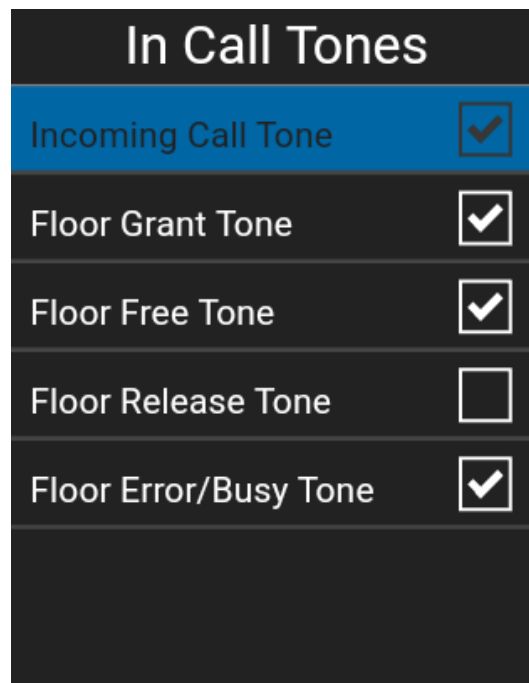 In Call Tones
Incoming Call Tone
Floor Grant Tone
Floor Free Tone
Floor Release Tone
Floor Error/Busy Tone